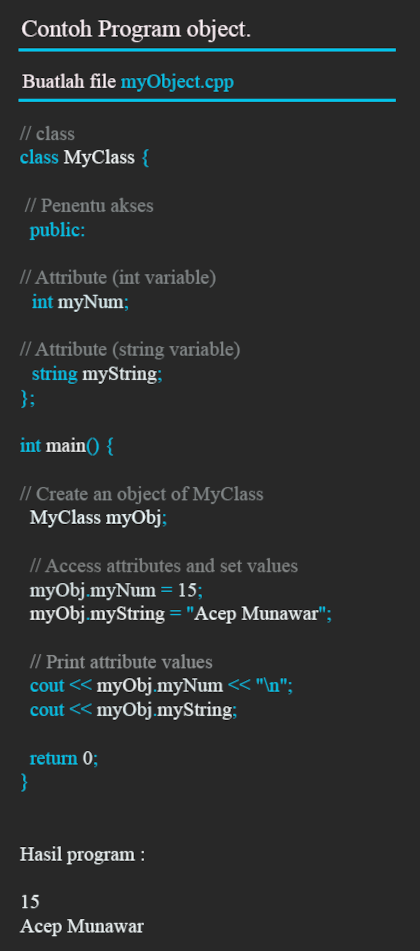 Contoh Program object.
Buatlah file myObject.cpp
// class
class MyClass {
// Penentu akses
public:
// Attribute (int variable)
int myNum;
// Attribute (string variable)
string myString;
};
int main() {
// Create an object of MyClass
MyClass myObj;
// Access attributes and set values
myObj.myNum = 15;
myObj.myString = "Acep Munawar";
// Print attribute values
cout << myObj.myNum << "\n";
cout << myObj.myString;
return 0;
}
Hasil program :
15
Acep Munawar